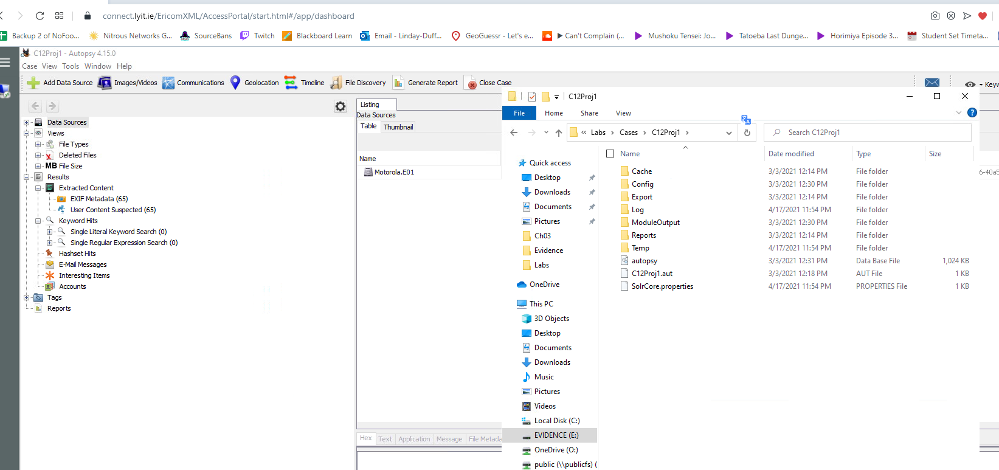 connect.lyit.ie/EricomXML/AccessPortal/start.html#/app/dashboard
Backup 2 of NoFoo... Nitrous Networks G... SourceBans Twitch Blackboard Learn Email - Linday-Duff... GeoGuessr - Let's e... ▶ Can't Complain (... Mushoku Tensei: Jo... Tatoeba Last Dunge... Horimiya Episode 3... Student Set Timeta...
C12Proj1 - Autopsy 4.15.0
Case View Tools Window Help
Add Data Source Images/Videos Communications Geolocation Timeline File Discovery Generate Report Close Case Keyw
Data Sources
Views
File Types
Deleted Files
MB File Size
Results
Extracted Content
EXIF Metadata (65)
User Content Suspected (65)
Keyword Hits
Single Literal Keyword Search (0)
Single Regular Expression Search (0)
Hashset Hits
E-Mail Messages
Interesting Items
Accounts
Tags
Reports
Listing
Data Sources
Table Thumbnail
Name
Motorola.E01
6-40a5
Hex Text Application Message File Metada
C12Proj1
File Home Share View
« Labs > Cases > C12Proj1 > Search C12Proj1
Quick access
Desktop
Downloads
Documents
Pictures
Ch03
Evidence
Labs
OneDrive
This PC
3D Objects
Desktop
Documents
Downloads
Music
Pictures
Videos
Local Disk (C:)
EVIDENCE (E:)
OneDrive (O:)
public (\\publicfs) (
Name Date modified Type Size
Cache 3/3/2021 12:14 PM File folder
Config 3/3/2021 12:30 PM File folder
Export 3/3/2021 12:14 PM File folder
Log 4/17/2021 11:54 PM File folder
ModuleOutput 3/3/2021 12:30 PM File folder
Reports 3/3/2021 12:14 PM File folder
Temp 4/17/2021 11:54 PM File folder
autopsy 3/3/2021 12:31 PM Data Base File 1,024 KB
C12Proj1.aut 3/3/2021 12:18 PM AUT File 1 KB
SolrCore.properties 4/17/2021 11:54 PM PROPERTIES File 1 KB